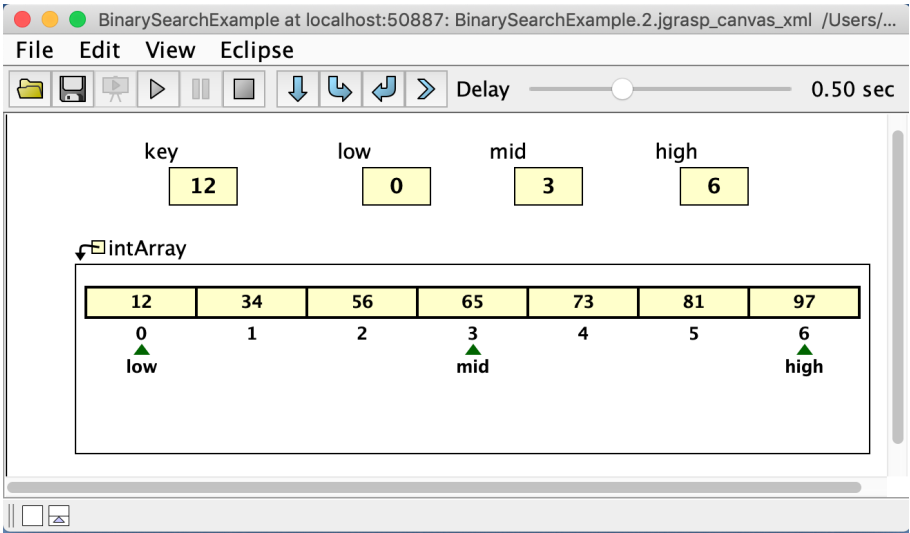 BinarySearchExample at localhost:50887: BinarySearchExample.2.jgrasp_canvas_xml /Users/...
File Edit View Eclipse
Delay 0.50 sec
key low mid high
12 0 3 6
intArray
12 34 56 65 73 81 97
0 1 2 3 4 5 6
low mid high